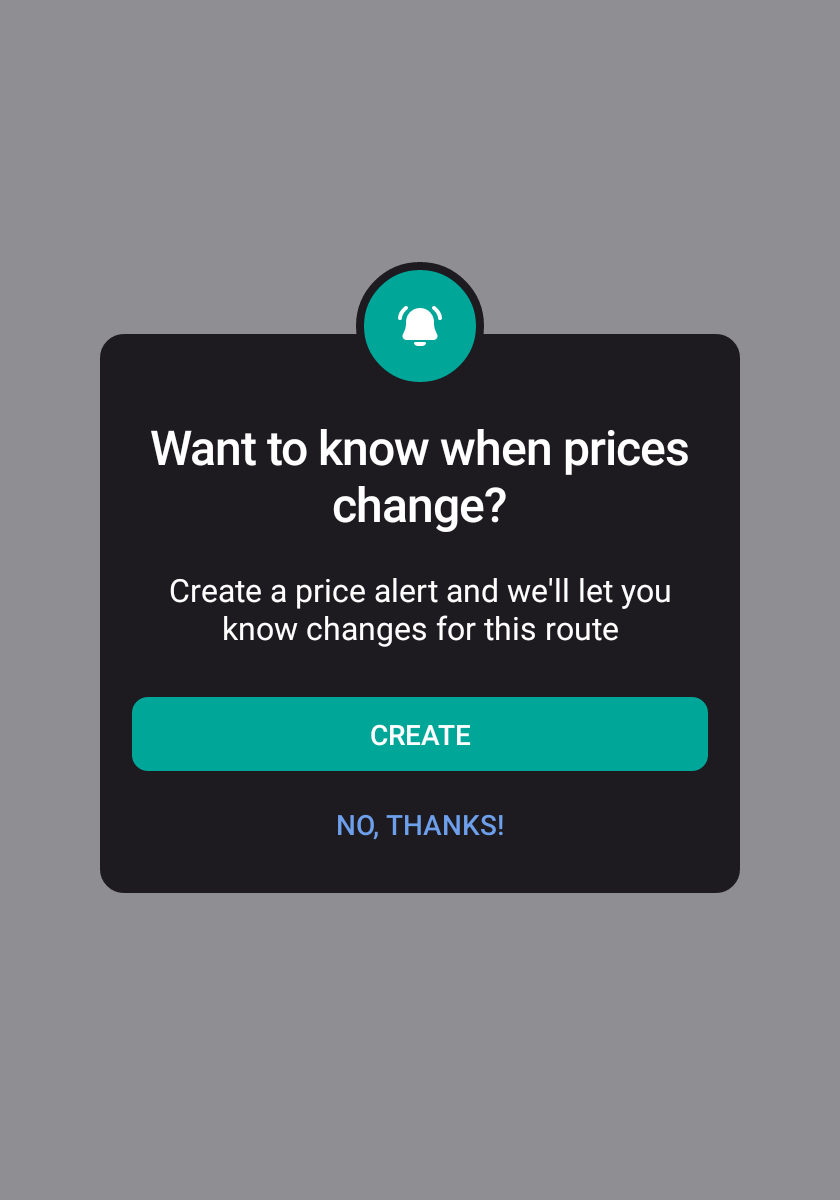 Want to know when prices
change?
Create a price alert and we'll let you
know changes for this route
CREATE
NO, THANKS!